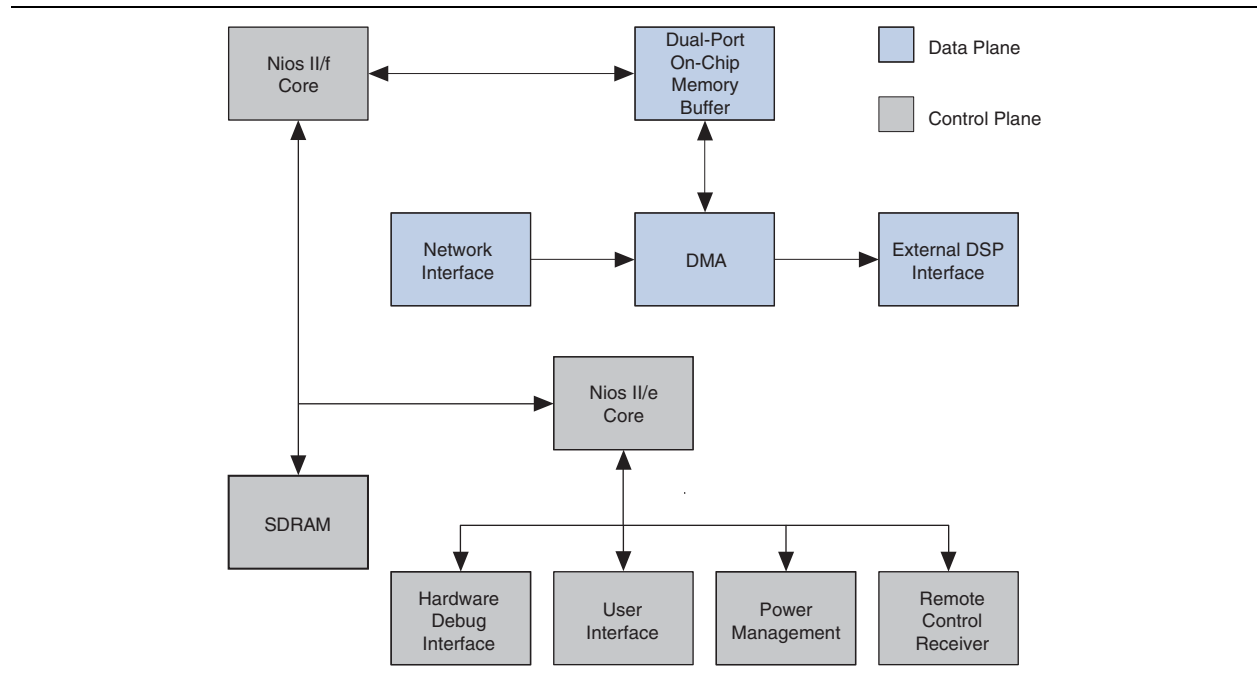 Nios II/f
Core
Dual-Port
On-Chip
Memory
Buffer
Data Plane
Control Plane
Network
Interface
DMA
External DSP
Interface
Nios II/e
Core
SDRAM
Hardware
Debug
Interface
User
Interface
Power
Management
Remote
Control
Receiver